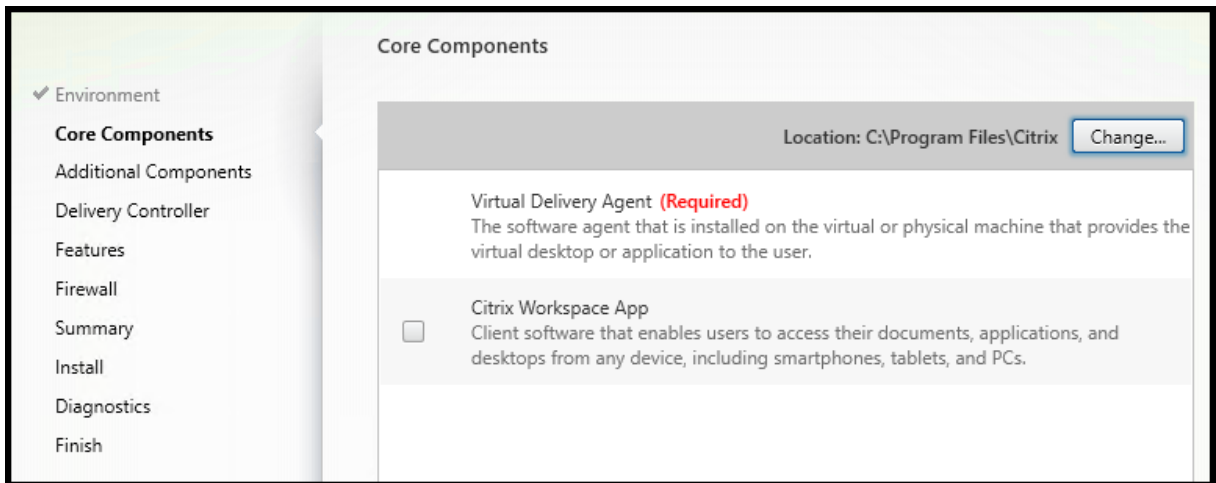 Core Components
Environment
Core Components
Additional Components
Delivery Controller
Features
Firewall
Summary
Install
Diagnostics
Finish
Location: C:\Program Files\Citrix
Change...
Virtual Delivery Agent (Required)
The software agent that is installed on the virtual or physical machine that provides the
virtual desktop or application to the user.
Citrix Workspace App
Client software that enables users to access their documents, applications, and
desktops from any device, including smartphones, tablets, and PCs.